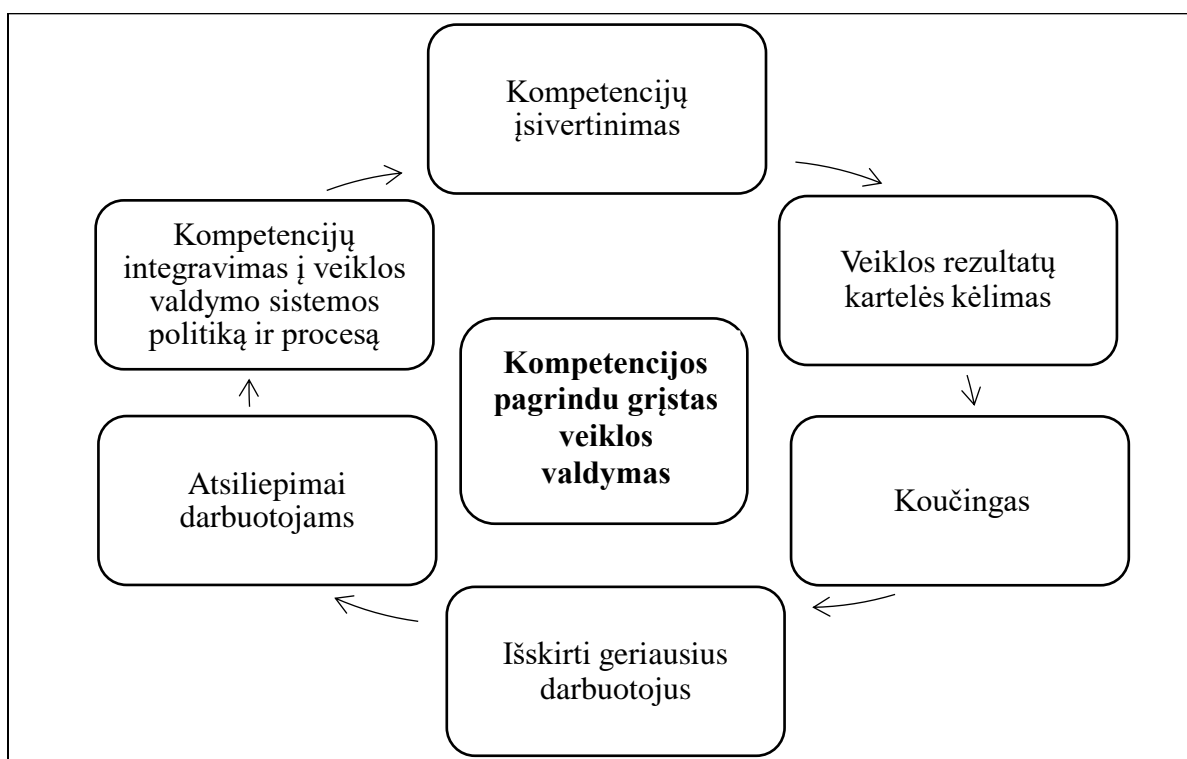 Kompetencijų
įsivertinimas
Veiklos rezultatų
kartelės kėlimas
Koučingas
Išskirti geriausius
darbuotojus
Atsiliepimai
darbuotojams
Kompetencijų
integravimas į veiklos
valdymo sistemos
politiką ir procesą
Kompetencijos
pagrindu grįstas
veiklos
valdymas